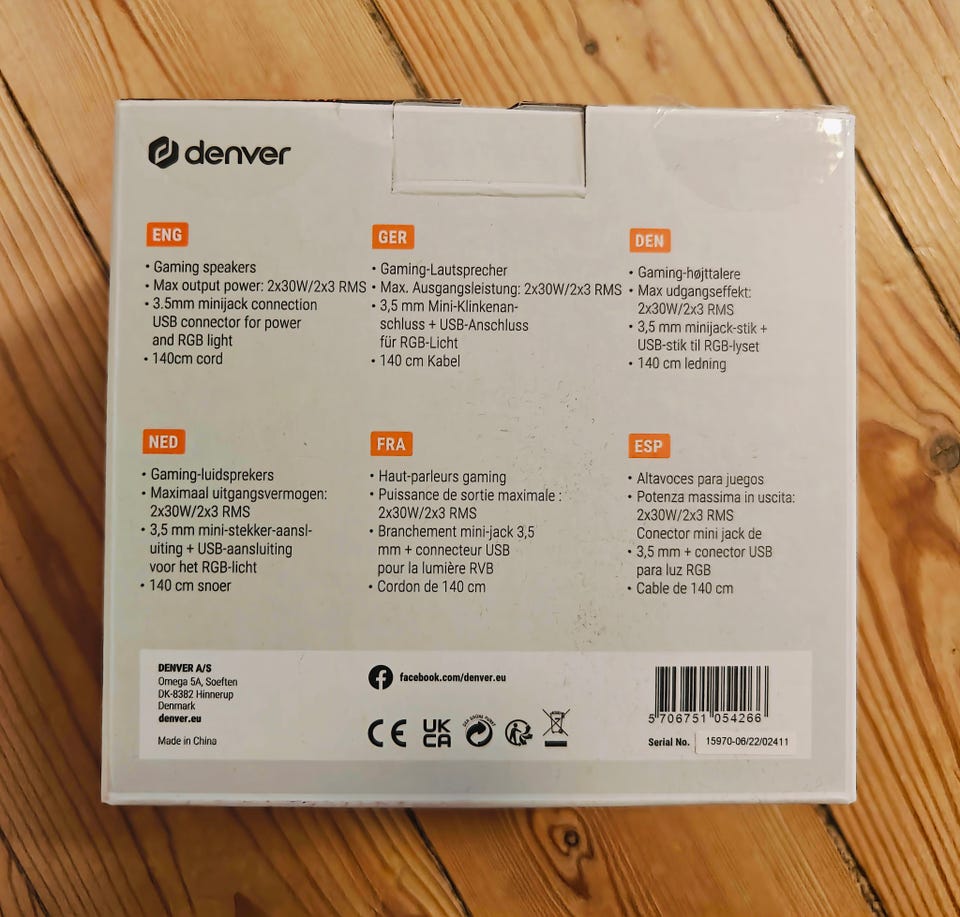 denver
ENG
• Gaming speakers
• Max output power: 2x30W/2x3 RMS
• 3.5mm minijack connection
USB connector for power
and RGB light
• 140cm cord
GER
• Gaming-Lautsprecher
• Max. Ausgangsleistung: 2x30W/2x3 RMS
• 3,5 mm Mini-Klinkenan-
schluss + USB-Anschluss
für RGB-Licht
• 140 cm Kabel
DEN
• Gaming-højttalere
• Max udgangseffekt:
2x30W/2x3 RMS
• 3,5 mm minijack-stik +
USB-stik til RGB-lyset
• 140 cm ledning
NED
• Gaming-luidsprekers
• Maximaal uitgangsvermogen:
2x30W/2x3 RMS
• 3,5 mm mini-stekker-aansl-
uiting + USB-aansluiting
voor het RGB-licht
• 140 cm snoer
FRA
• Haut-parleurs gaming
• Puissance de sortie maximale :
2x30W/2x3 RMS
• Branchement mini-jack 3,5
mm + connecteur USB
pour la lumière RVB
• Cordon de 140 cm
ESP
• Altavoces para juegos
• Potenza massima in uscita:
2x30W/2x3 RMS
Conector mini jack de
• 3,5 mm + conector USB
para luz RGB
• Cable de 140 cm
DENVER A/S
Omega 5A, Soeften
DK-8382 Hinnerup
Denmark
denver.eu
Made in China
facebook.com/denver.eu
CE
UK
CA
DER GRÜNE PUNKT
5 706751 054266
Serial No. 15970-06/22/02411